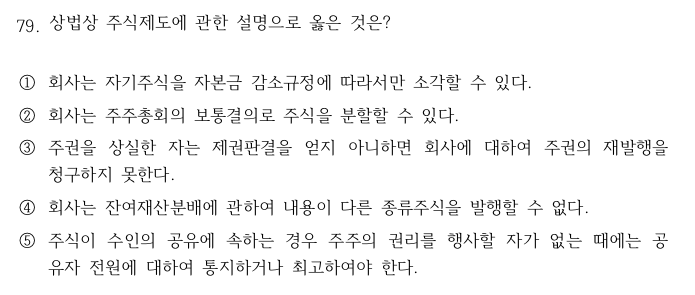 79. 상법상 주식제도에 관한 설명으로 옳은 것은?
① 회사는 자기주식을 자본금 감소규정에 따라서만 소각할 수 있다.
② 회사는 주주총회의 보통결의로 주식을 분할할 수 있다.
③ 주권을 상실한 자는 제권판결을 얻지 아니하면 회사에 대하여 주권의 재발행을
청구하지 못한다.
④ 회사는 잔여재산분배에 관하여 내용이 다른 종류주식을 발행할 수 없다.
⑤ 주식이 수인의 공유에 속하는 경우 주주의 권리를 행사할 자가 없는 때에는 공
유자 전원에 대하여 통지하거나 최고하여야 한다.